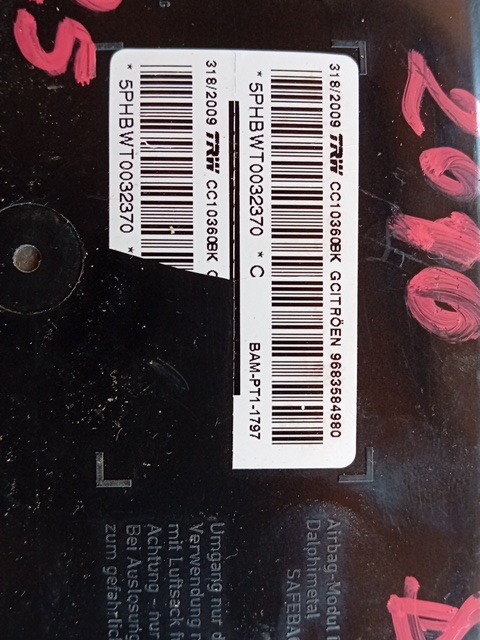 318/2009 TRW CC10360BK GCITRÖEN 9683584980
* 5PHBWT0032370 * C
BAM-PT1-1797
318/2009 TRW CC10360BK
* 5PHBWT0032370 *
Airbag-Modul
Dalphimetal
SAFEBAG
Umgang nur
Verwendung
mit Luftsack
Achtung - nur
Bei Auslösung
zum gefährlich